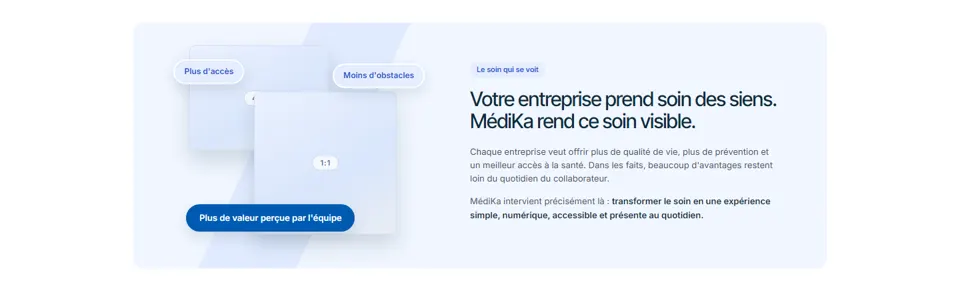 Plus d'accès
Moins d'obstacles
1:1
Plus de valeur perçue par l'équipe
Le soin qui se voit
Votre entreprise prend soin des siens.
MédiKa rend ce soin visible.
Chaque entreprise veut offrir plus de qualité de vie, plus de prévention et
un meilleur accès à la santé. Dans les faits, beaucoup d'avantages restent
loin du quotidien du collaborateur.
MédiKa intervient précisément là : transformer le soin en une expérience
simple, numérique, accessible et présente au quotidien.